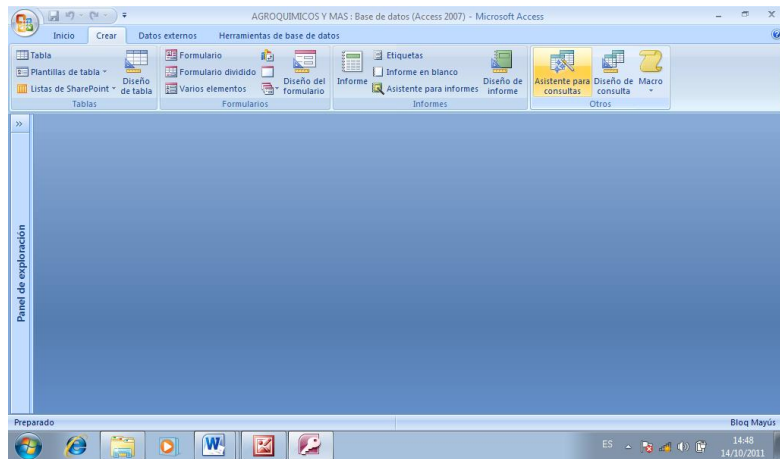 AGROQUIMICOS Y MAS : Base de datos (Access 2007) - Microsoft Access
Inicio Crear Datos externos Herramientas de base de datos
Tabla
Plantillas de tabla
Listas de SharePoint
Diseño de tabla
Tablas
Formulario
Formulario dividido
Varios elementos
Diseño del formulario
Formularios
Informe
Etiquetas
Informe en blanco
Asistente para informes
Diseño de informe
Informes
Asistente para consultas
Diseño de consulta
Macro
Otros
Panel de exploración
Preparado
Bloq Mayús
ES
14:48
14/10/2011